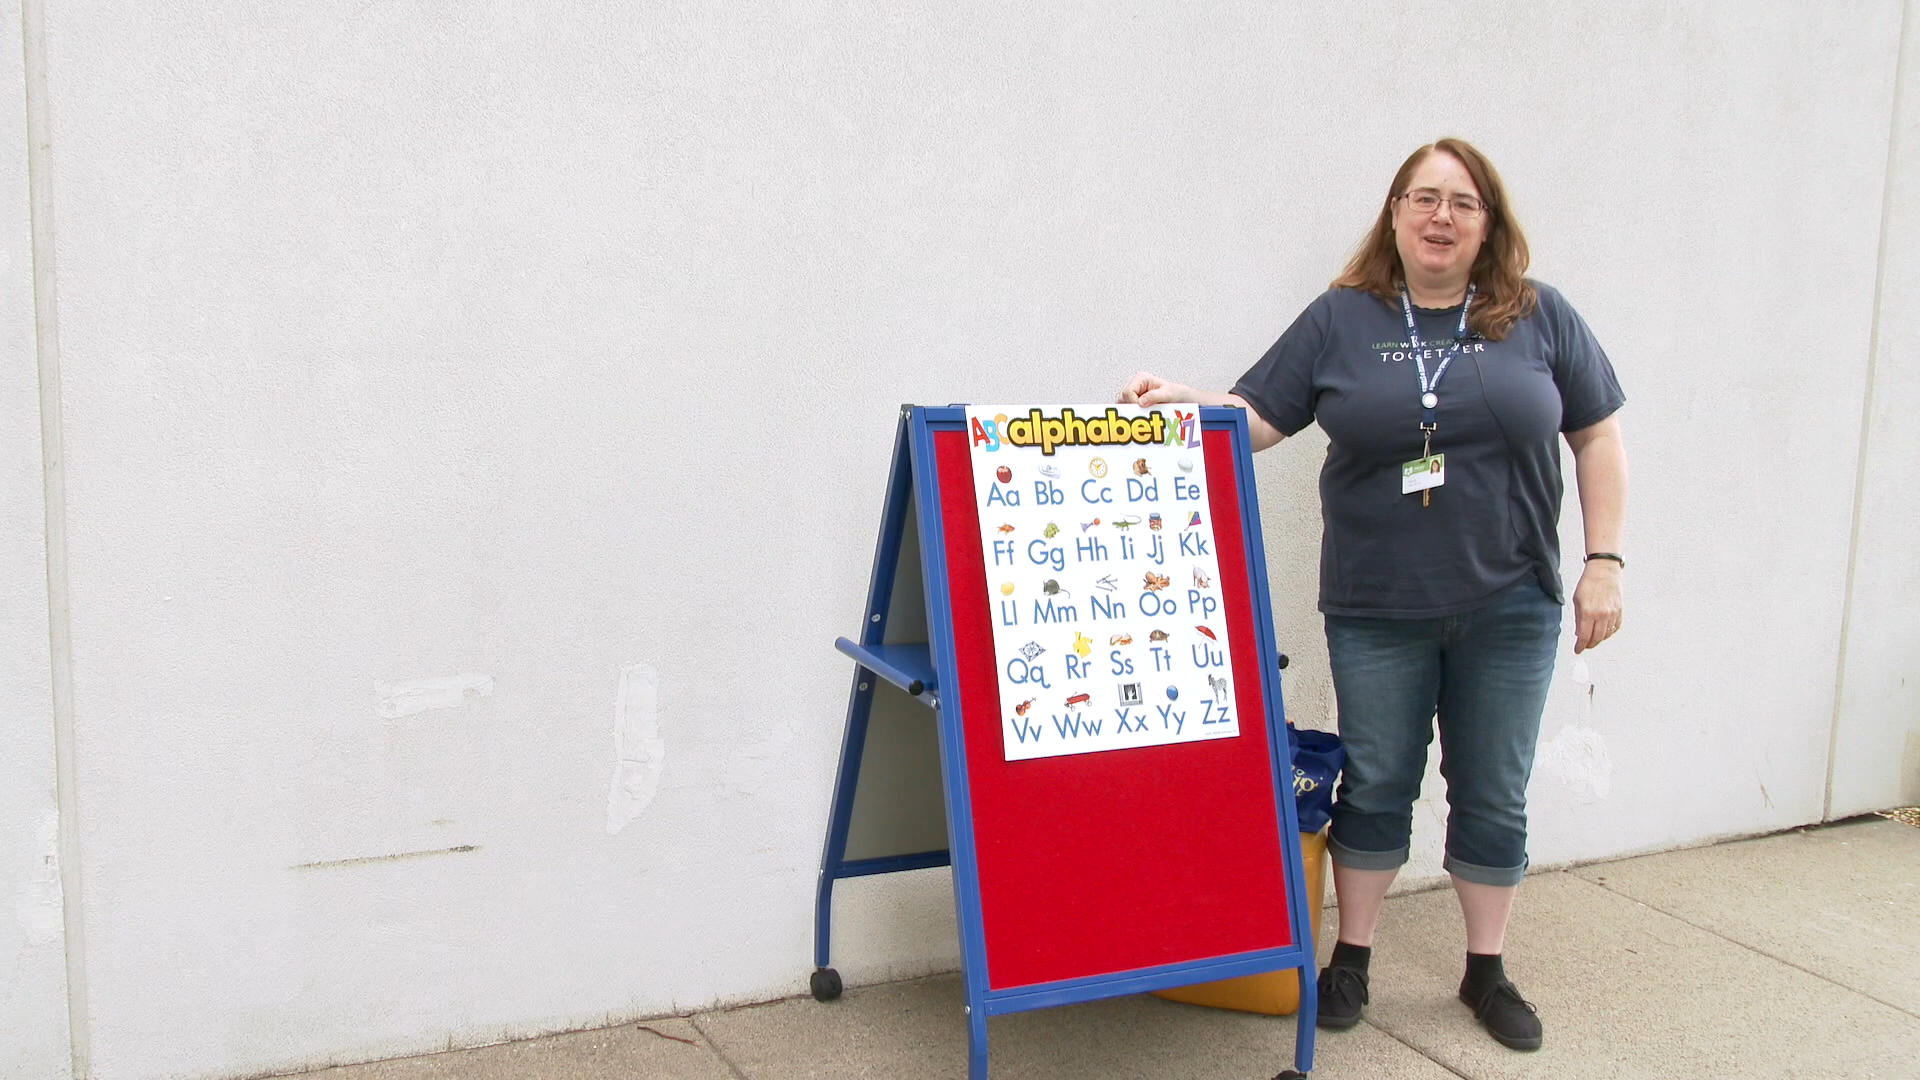 ABC alphabet XYZ
Aa Bb Cc Dd Ee
Ff Gg Hh Ii Jj Kk
Ll Mm Nn Oo Pp
Qq Rr Ss Tt Uu
Vv Ww Xx Yy Zz
LEARN
TOGETHER